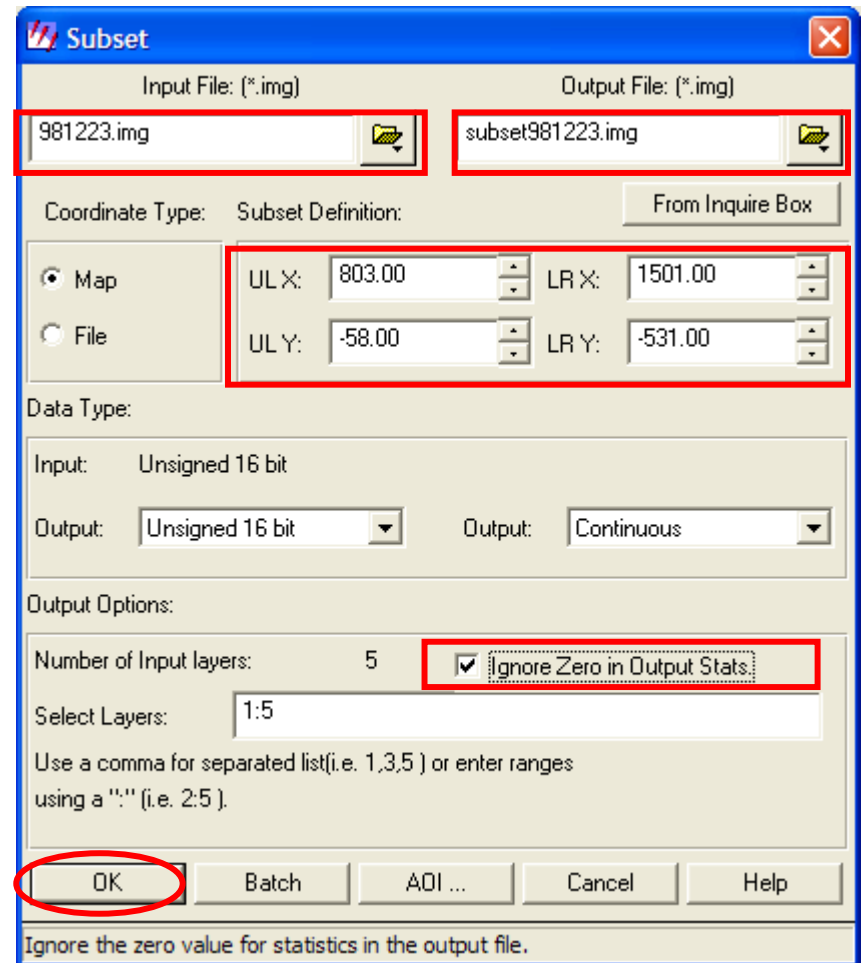 Subset
Input File: (*.img) Output File: (*.img)
981223.img subset981223.img
Coordinate Type: Subset Definition: From Inquire Box
Map UL X: 803.00 LR X: 1501.00
File UL Y: -58.00 LR Y: -531.00
Data Type:
Input: Unsigned 16 bit
Output: Unsigned 16 bit Output: Continuous
Output Options:
Number of Input layers: 5 Ignore Zero in Output Stats.
Select Layers: 1:5
Use a comma for separated list(i.e. 1,3,5 ) or enter ranges
using a ":" (i.e. 2:5 ).
OK Batch AOI ... Cancel Help
Ignore the zero value for statistics in the output file.